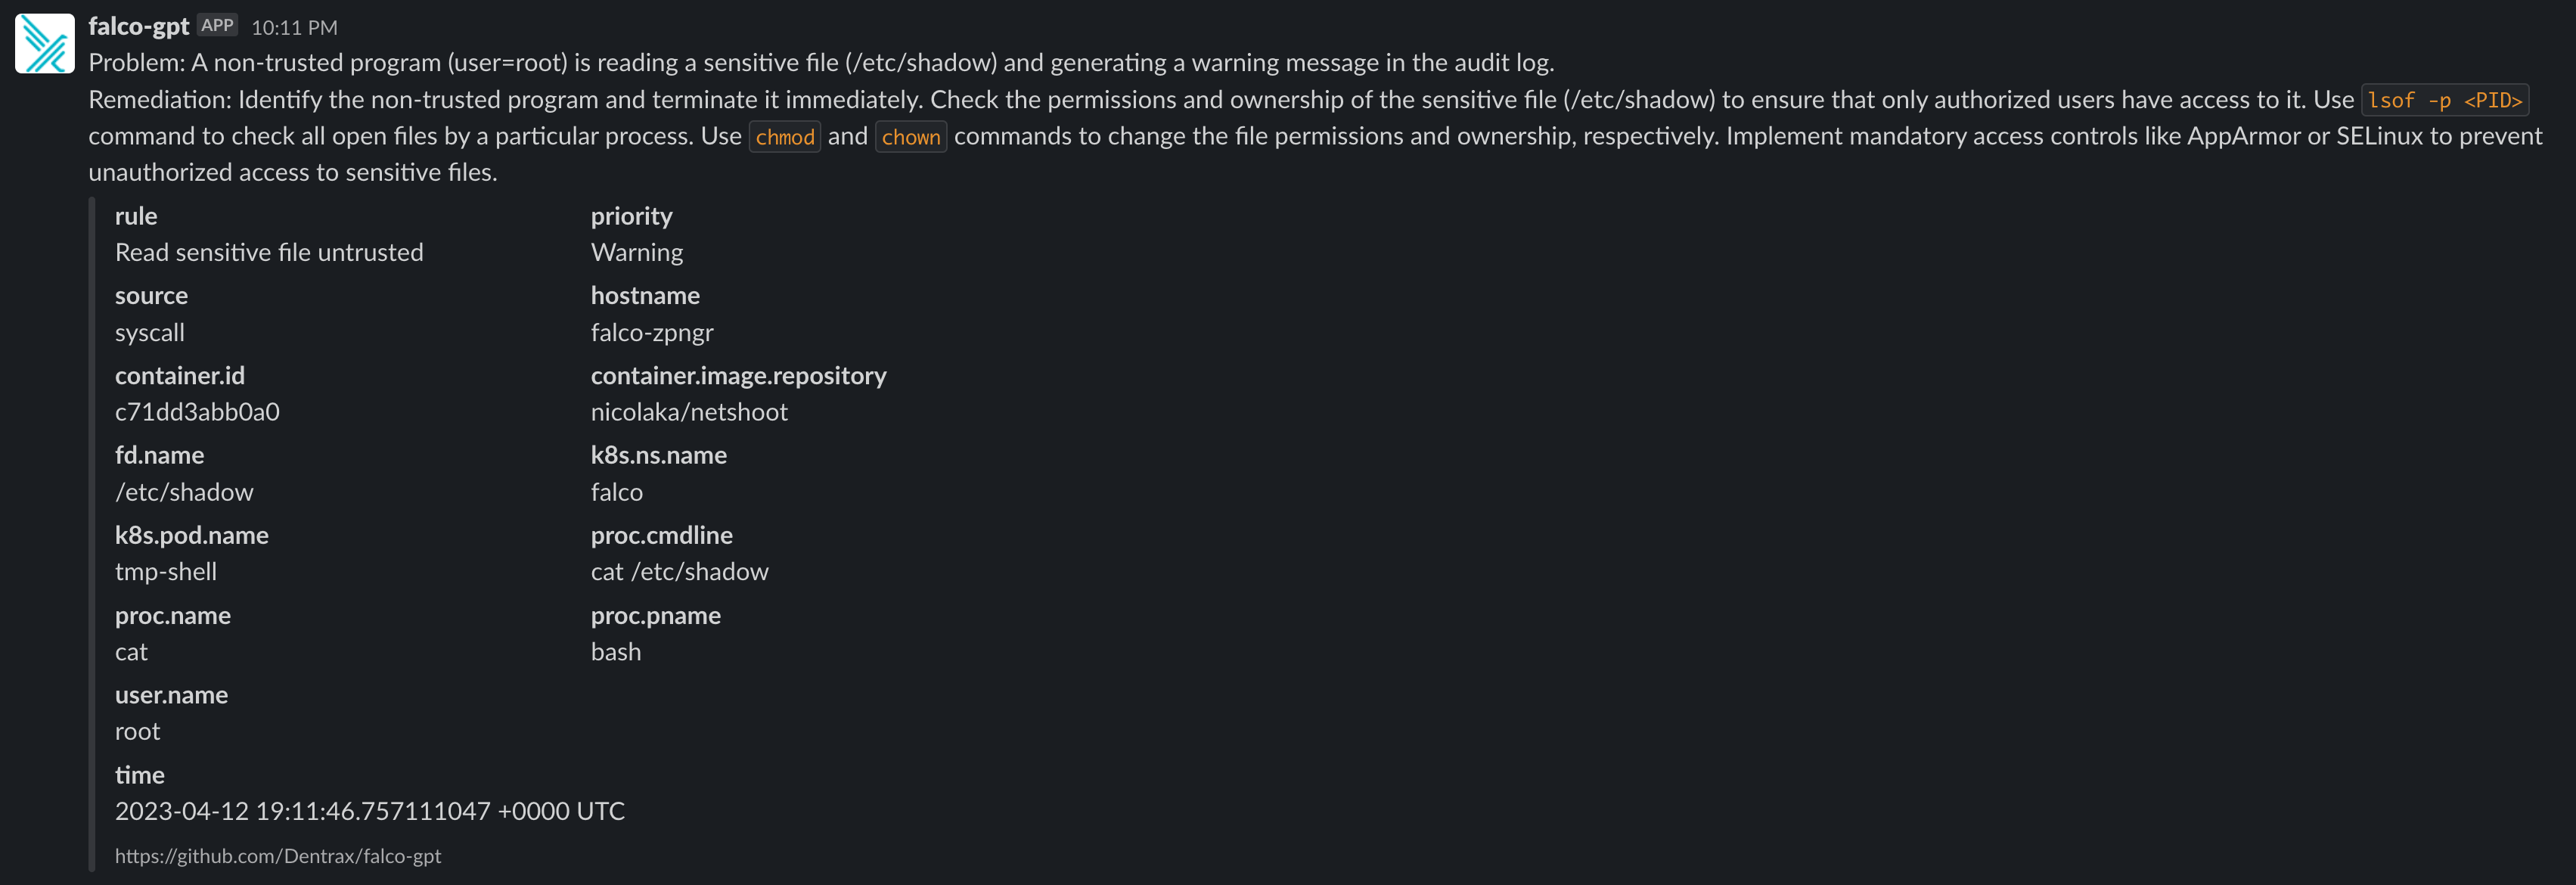 falco-gpt APP 10:11 PM
Problem: A non-trusted program (user=root) is reading a sensitive file (/etc/shadow) and generating a warning message in the audit log.
Remediation: Identify the non-trusted program and terminate it immediately. Check the permissions and ownership of the sensitive file (/etc/shadow) to ensure that only authorized users have access to it. Use lsof -p <PID>
command to check all open files by a particular process. Use chmod and chown commands to change the file permissions and ownership, respectively. Implement mandatory access controls like AppArmor or SELinux to prevent
unauthorized access to sensitive files.
rule priority
Read sensitive file untrusted Warning
source hostname
syscall falco-zpngr
container.id container.image.repository
c71dd3abb0a0 nicolaka/netshoot
fd.name k8s.ns.name
/etc/shadow falco
k8s.pod.name proc.cmdline
tmp-shell cat /etc/shadow
proc.name proc.pname
cat bash
user.name
root
time
2023-04-12 19:11:46.757111047 +0000 UTC
https://github.com/Dentrax/falco-gpt